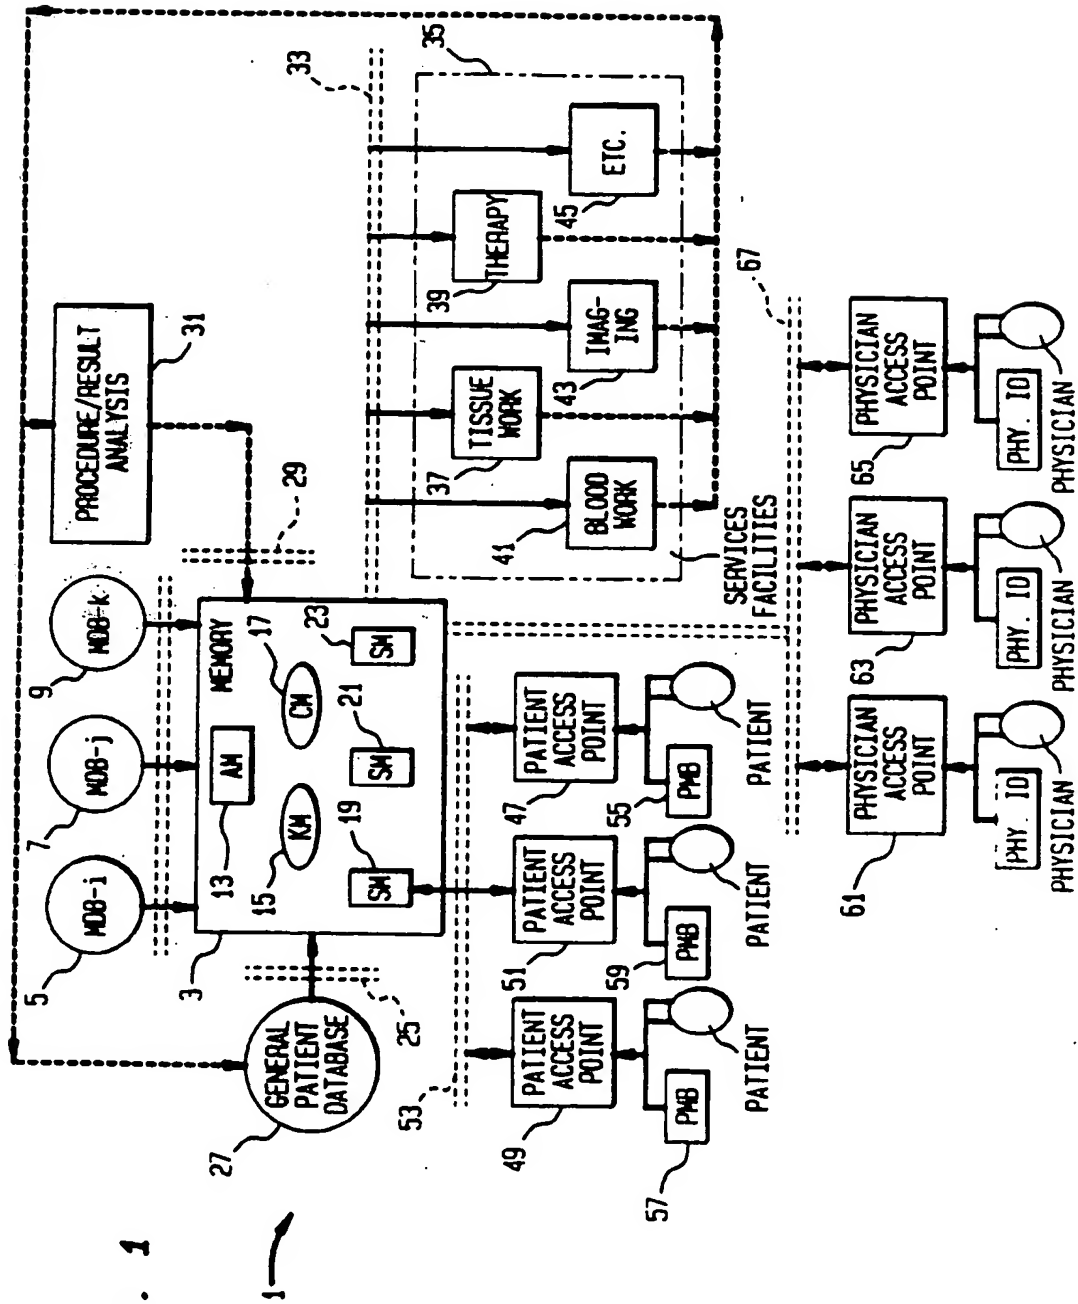 . 1
1
5
MDB-i
7
MDB-j
9
MDB-k
PROCEDURE/RESULT
ANALYSIS
31
27
GENERAL
PATIENT
DATABASE
25
3
MEMORY
13
AM
15
KM
17
CM
19
SM
21
SM
23
SM
29
33
35
41
BLOOD
WORK
37
TISSUE
WORK
43
IMAG-
ING
39
THERAPY
45
ETC.
SERVICES
FACILITIES
53
49
PATIENT
ACCESS
POINT
51
PATIENT
ACCESS
POINT
47
PATIENT
ACCESS
POINT
57
PMB
PATIENT
59
PMB
PATIENT
55
PMB
PATIENT
67
61
PHYSICIAN
ACCESS
POINT
63
PHYSICIAN
ACCESS
POINT
65
PHYSICIAN
ACCESS
POINT
PHY. ID
PHYSICIAN
PHY. ID
PHYSICIAN
PHY. ID
PHYSICIAN